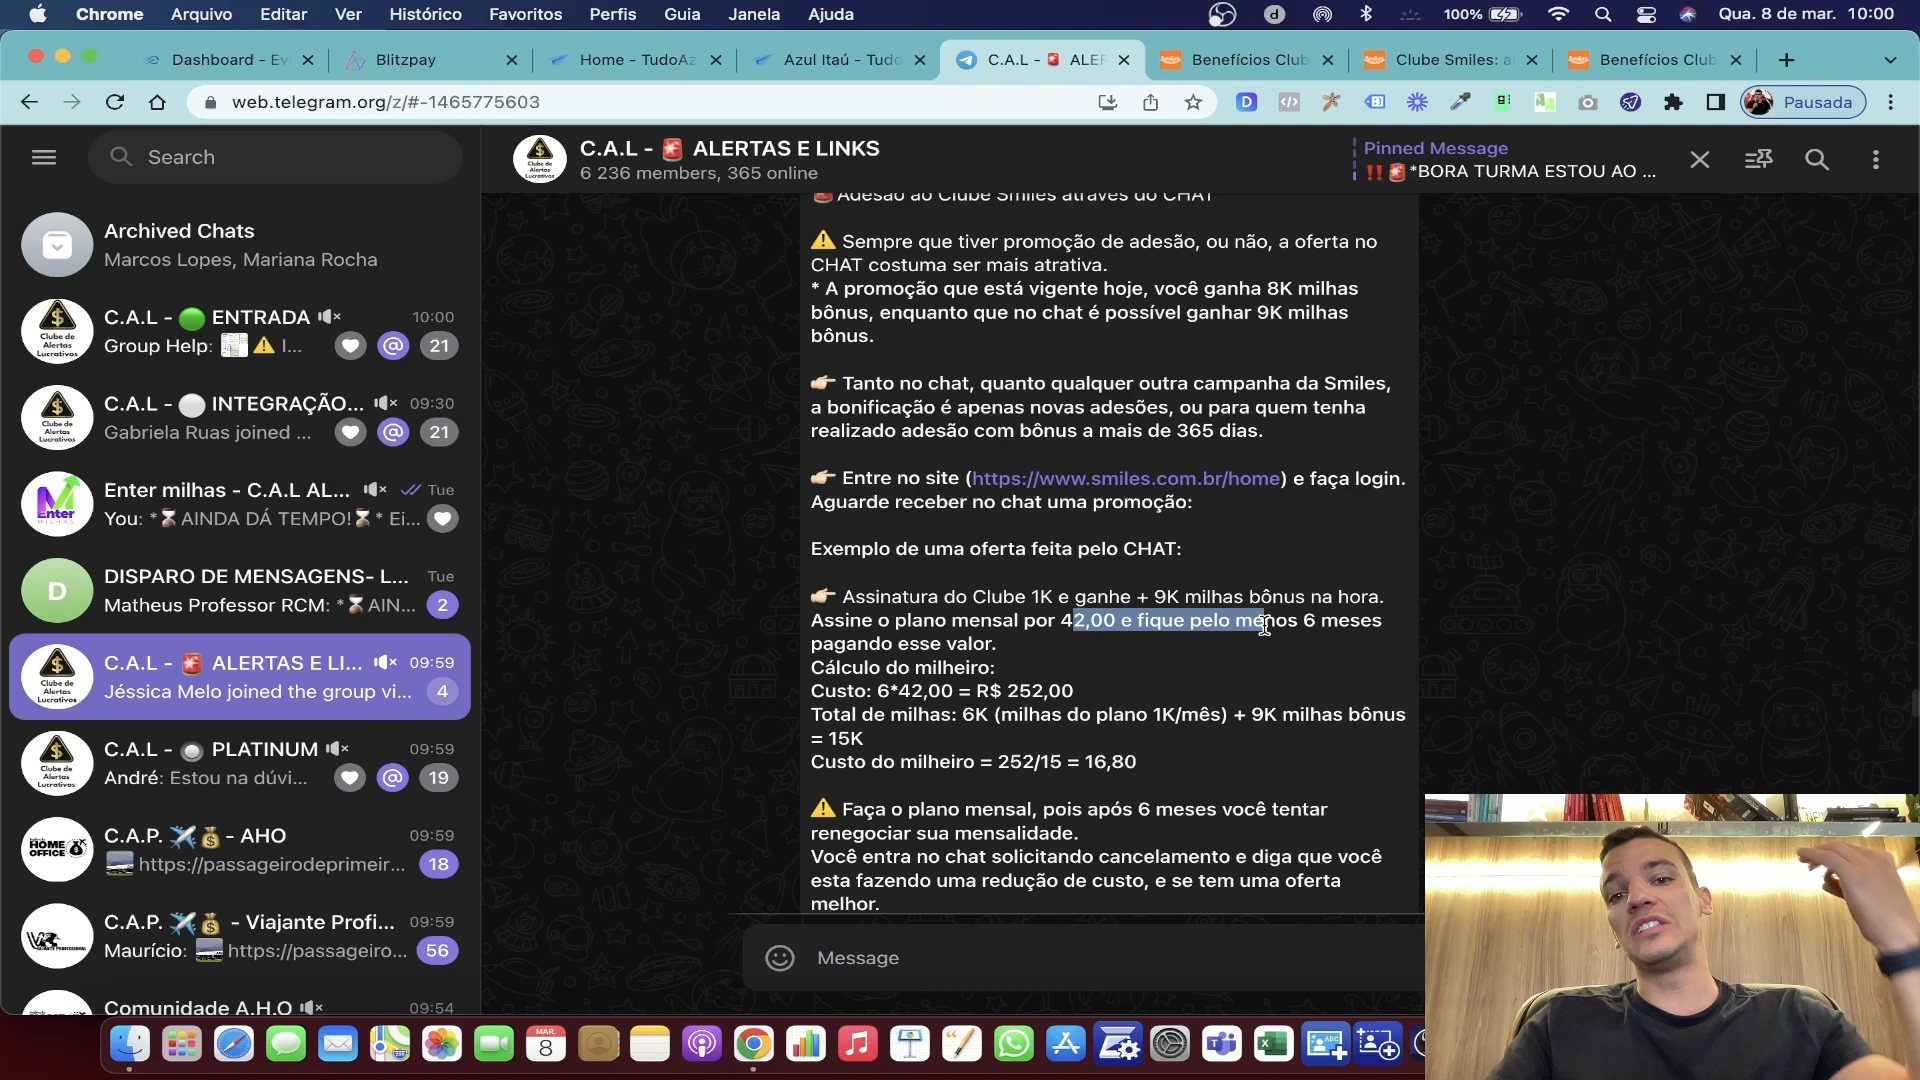 Chrome Arquivo Editar Ver Histórico Favoritos Perfis Guia Janela Ajuda
100% Qua. 8 de mar. 10:00
Dashboard - Ev
Blitzpay
Home - TudoAz
Azul Itaú - Tudo
C.A.L - 🚨 ALER
Benefícios Club
Clube Smiles: a
Benefícios Club
web.telegram.org/z/#-1465775603
Pausada
Search
C.A.L - 🚨 ALERTAS E LINKS
6 236 members, 365 online
Pinned Message
‼️🚨*BORA TURMA ESTOU AO ...
Archived Chats
Marcos Lopes, Mariana Rocha
C.A.L - 🟢 ENTRADA 10:00
Group Help: ⚠️ I... @ 21
C.A.L - ⚪ INTEGRAÇÃO... 09:30
Gabriela Ruas joined ... @ 21
Enter milhas - C.A.L AL... Tue
You: *⏳AINDA DÁ TEMPO!⏳* Ei...
DISPARO DE MENSAGENS- L... Tue
Matheus Professor RCM: *⏳AIN... 2
C.A.L - 🚨 ALERTAS E LI... 09:59
Jéssica Melo joined the group vi... 4
C.A.L - PLATINUM 09:59
André: Estou na dúvi... @ 19
C.A.P. ✈️💰- AHO 09:59
https://passageirodeprimeir... 18
C.A.P. ✈️💰 - Viajante Profi... 09:59
Maurício: https://passageiro... 56
Comunidade A.H.O 09:54
🚨Adesão ao Clube Smiles através do CHAT
⚠️ Sempre que tiver promoção de adesão, ou não, a oferta no
CHAT costuma ser mais atrativa.
* A promoção que está vigente hoje, você ganha 8K milhas
bônus, enquanto que no chat é possível ganhar 9K milhas
bônus.
👉🏻 Tanto no chat, quanto qualquer outra campanha da Smiles,
a bonificação é apenas novas adesões, ou para quem tenha
realizado adesão com bônus a mais de 365 dias.
👉🏻 Entre no site (https://www.smiles.com.br/home) e faça login.
Aguarde receber no chat uma promoção:
Exemplo de uma oferta feita pelo CHAT:
👉🏻 Assinatura do Clube 1K e ganhe + 9K milhas bônus na hora.
Assine o plano mensal por 42,00 e fique pelo menos 6 meses
pagando esse valor.
Cálculo do milheiro:
Custo: 6*42,00 = R$ 252,00
Total de milhas: 6K (milhas do plano 1K/mês) + 9K milhas bônus
= 15K
Custo do milheiro = 252/15 = 16,80
⚠️ Faça o plano mensal, pois após 6 meses você tentar
renegociar sua mensalidade.
Você entra no chat solicitando cancelamento e diga que você
esta fazendo uma redução de custo, e se tem uma oferta
melhor.
Message
MAR.
8